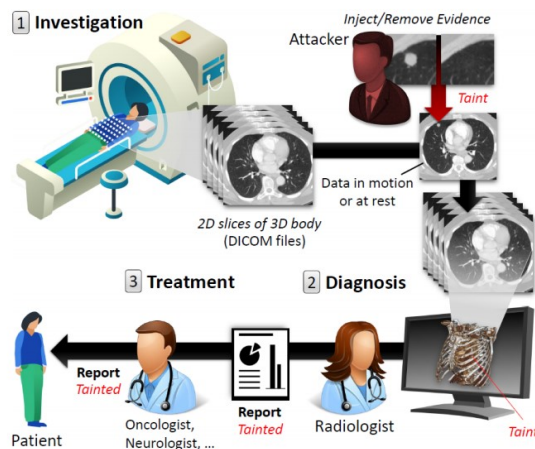 1 Investigation
Inject/Remove Evidence
Attacker
Taint
Data in motion
or at rest
2D slices of 3D body
(DICOM files)
3 Treatment
2 Diagnosis
Report
Tainted
Report
Tainted
Taint
Patient
Oncologist,
Neurologist, ...
Radiologist